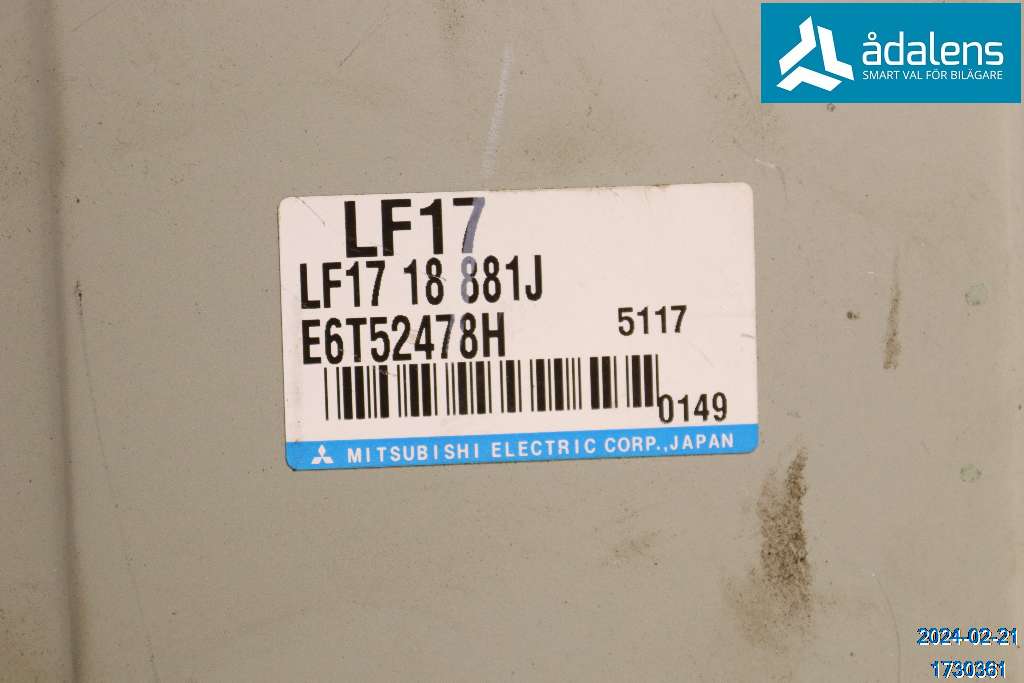 ådalens
SMART VAL FÖR BILÄGARE
LF17
LF17 18 881J
E6T52478H 5117
0149
MITSUBISHI ELECTRIC CORP.,JAPAN
2024-02-21
1730361